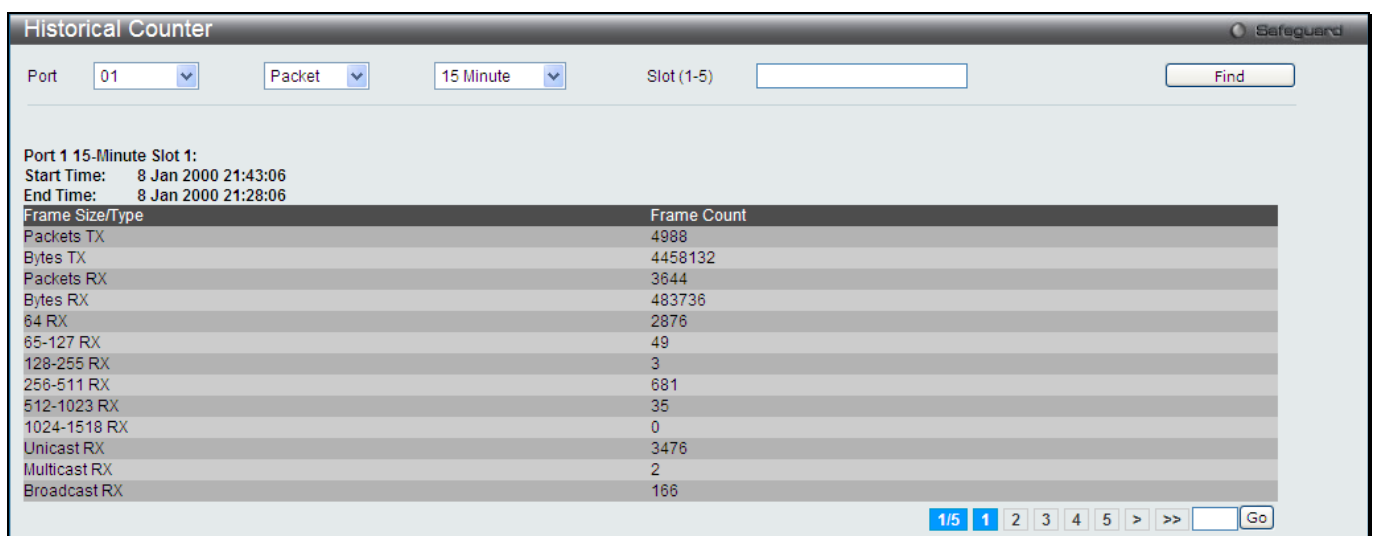 Historical Counter Safeguard
Port 01 Packet 15 Minute Slot (1-5) Find
Port 1 15-Minute Slot 1:
Start Time: 8 Jan 2000 21:43:06
End Time: 8 Jan 2000 21:28:06
Frame Size/Type Frame Count
Packets TX 4988
Bytes TX 4458132
Packets RX 3644
Bytes RX 483736
64 RX 2876
65-127 RX 49
128-255 RX 3
256-511 RX 681
512-1023 RX 35
1024-1518 RX 0
Unicast RX 3476
Multicast RX 2
Broadcast RX 166
1/5 1 2 3 4 5 > >> Go